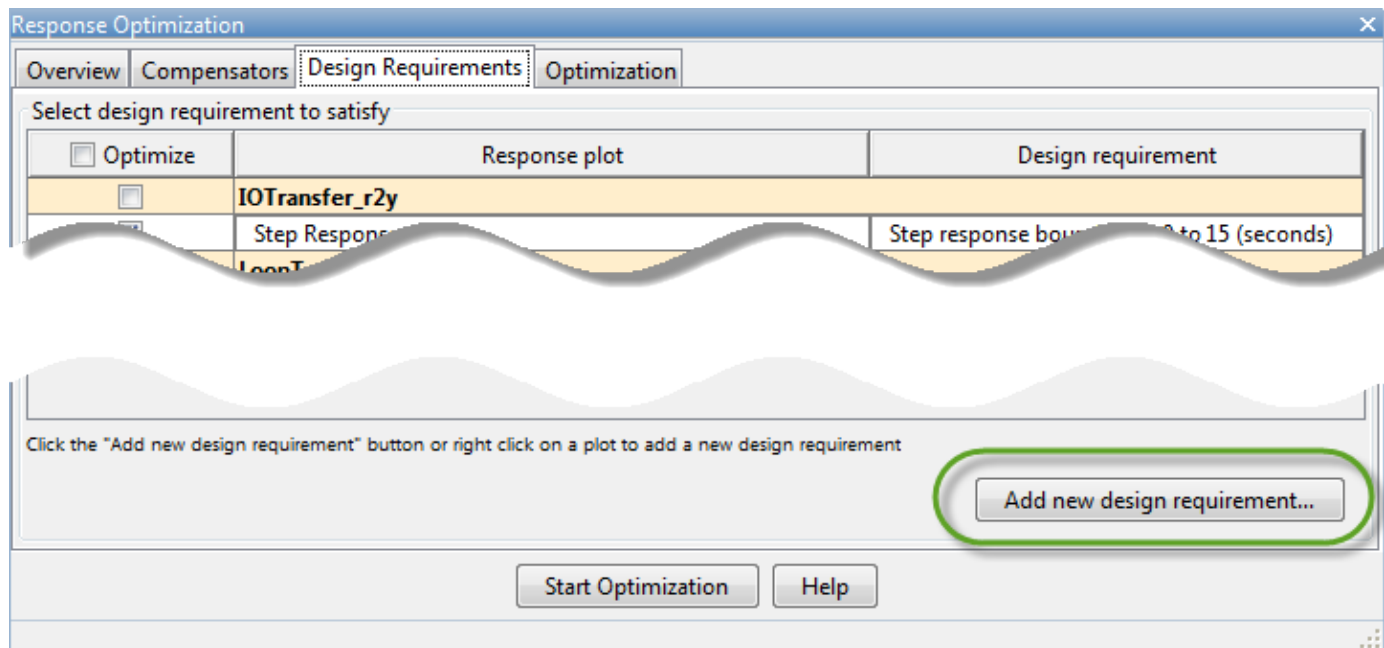 Response Optimization
Overview Compensators Design Requirements Optimization
Select design requirement to satisfy
Optimize Response plot Design requirement
IOTransfer_r2y
Step Respons Step response bou to 15 (seconds)
LoopT
Click the "Add new design requirement" button or right click on a plot to add a new design requirement
Add new design requirement...
Start Optimization Help